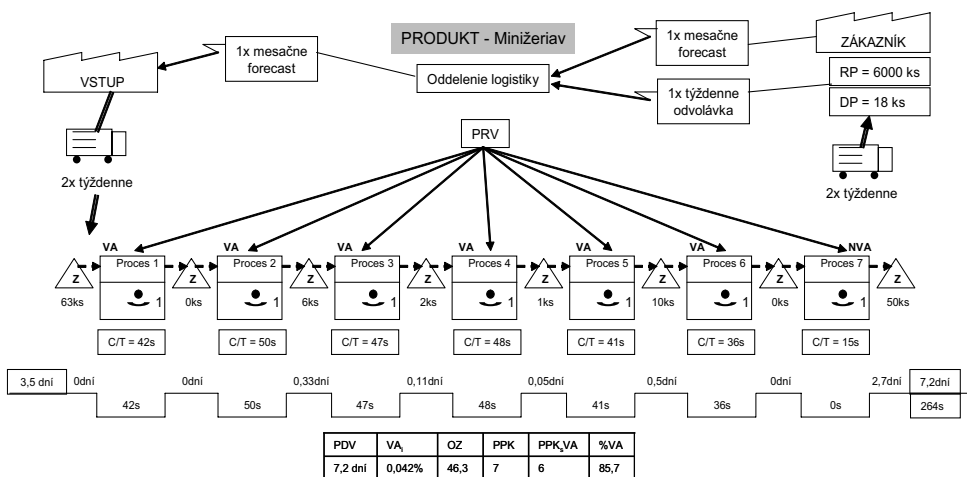 PRODUKT - Minižeriav
1x mesačne
forecast
1x mesačne
forecast
ZÁKAZNÍK
VSTUP
Oddelenie logistiky
RP = 6000 ks
1x týždenne
odvolávka
DP = 18 ks
PRV
2x týždenne
2x týždenne
VA VA VA VA VA VA NVA
Z Proces 1 Z Proces 2 Z Proces 3 Z Proces 4 Z Proces 5 Z Proces 6 Z Proces 7 Z
1 1 1 1 1 1 1
63ks 0ks 6ks 2ks 1ks 10ks 0ks 50ks
C/T = 42s C/T = 50s C/T = 47s C/T = 48s C/T = 41s C/T = 36s C/T = 15s
3,5 dní 0dní 0dní 0,33dní 0,11dní 0,05dní 0,5dní 0dní 2,7dní 7,2dní
42s 50s 47s 48s 41s 36s 0s 264s
PDV VAi OZ PPK PPKsVA %VA
7,2 dní 0,042% 46,3 7 6 85,7